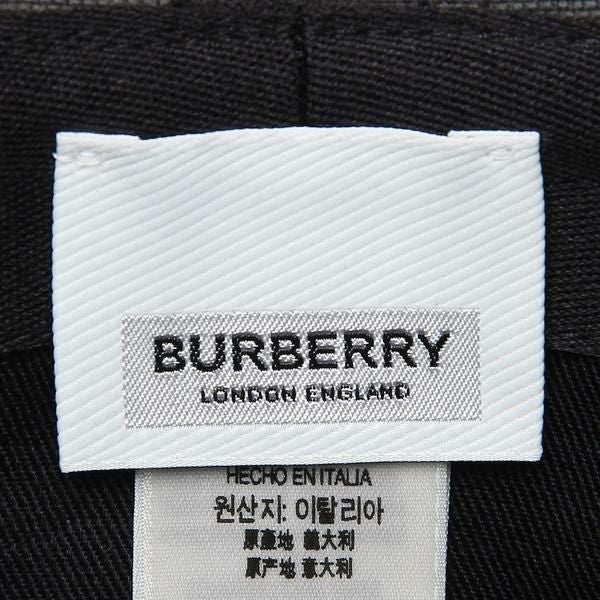 BURBERRY
LONDON ENGLAND
HECHO EN ITALIA
원산지: 이탈리아
原產地 義大利
原产地 意大利